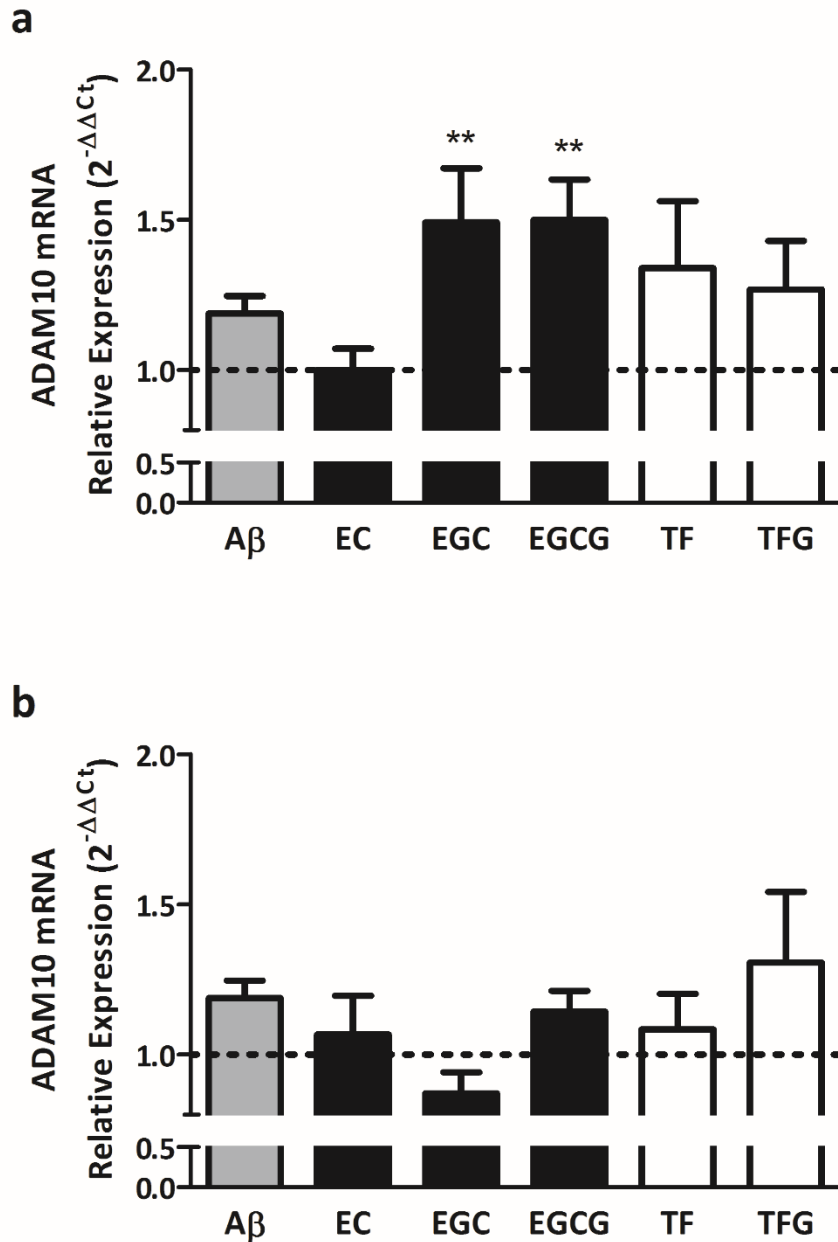 a
ADAM10 mRNA
Relative Expression (2^-ΔΔCt)
2.0
1.5
1.0
0.5
0.0
** **
Aβ EC EGC EGCG TF TFG
b
ADAM10 mRNA
Relative Expression (2^-ΔΔCt)
2.0
1.5
1.0
0.5
0.0
Aβ EC EGC EGCG TF TFG